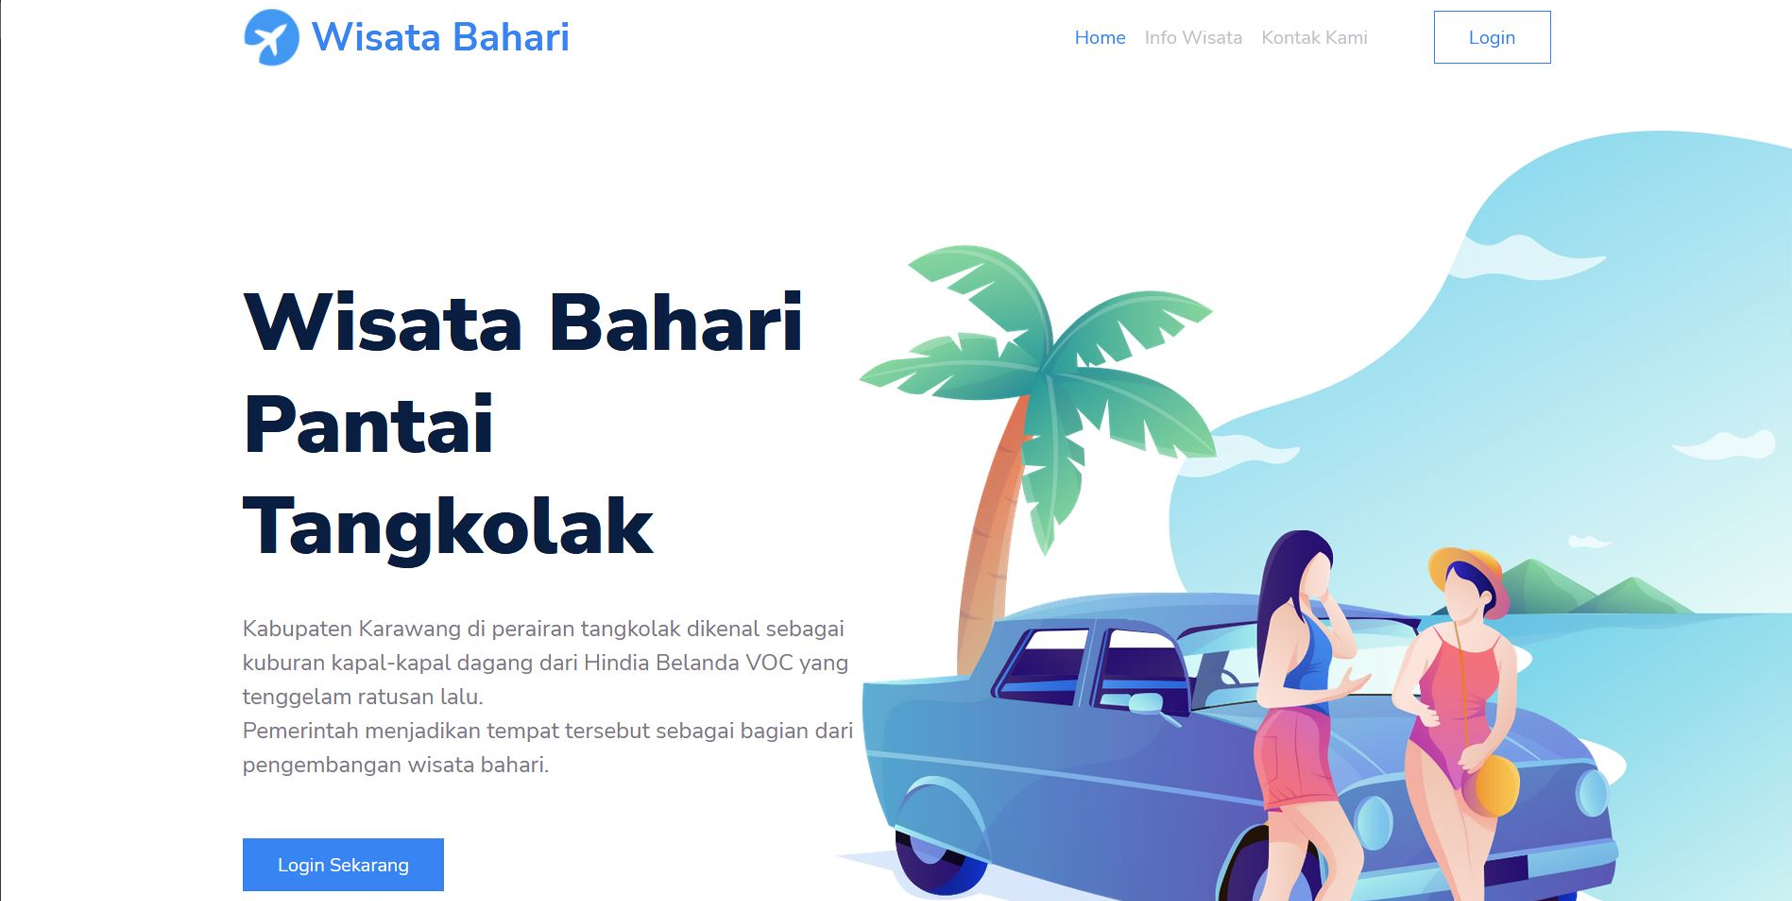 Wisata Bahari
Home
Info Wisata
Kontak Kami
Login
Wisata Bahari
Pantai
Tangkolak
Kabupaten Karawang di perairan tangkolak dikenal sebagai
kuburan kapal-kapal dagang dari Hindia Belanda VOC yang
tenggelam ratusan lalu.
Pemerintah menjadikan tempat tersebut sebagai bagian dari
pengembangan wisata bahari.
Login Sekarang